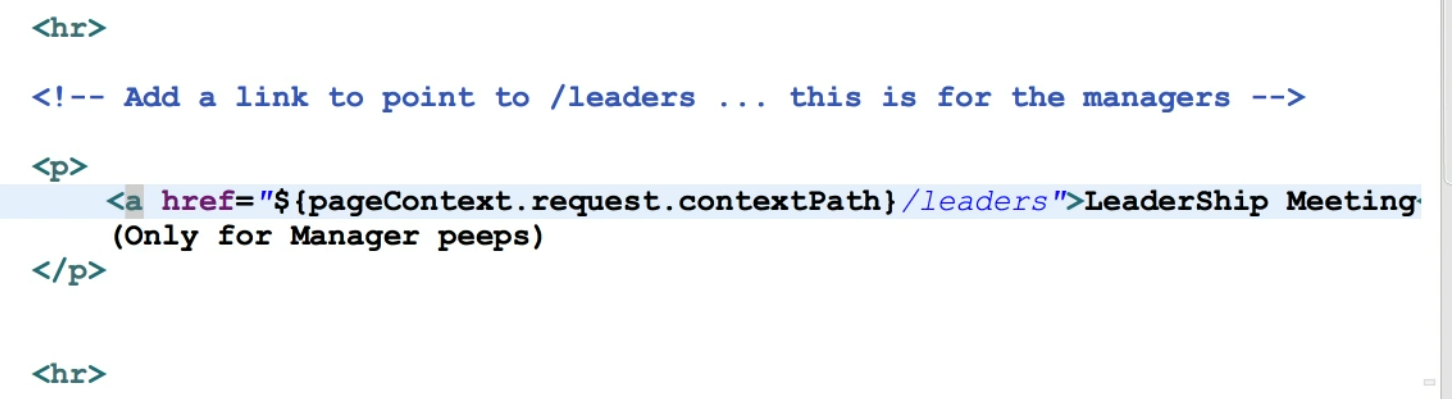 <hr>
<!-- Add a link to point to /leaders ... this is for the managers -->
<p>
<a href="${pageContext.request.contextPath}/leaders">LeaderShip Meeting<
(Only for Manager peeps)
</p>
<hr>